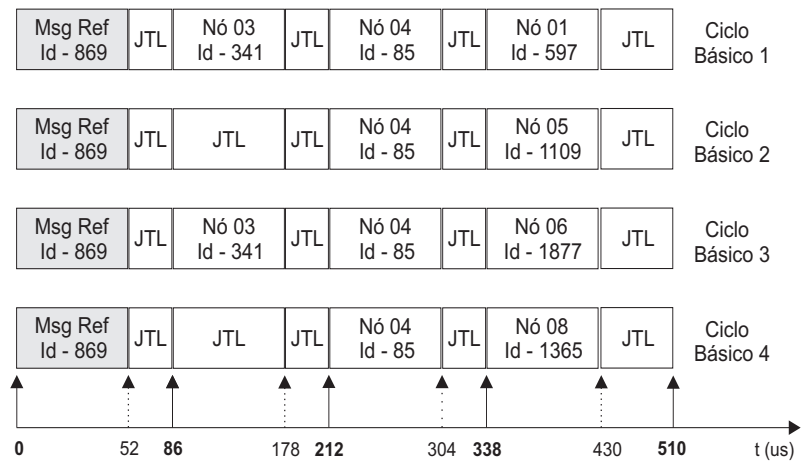 Msg Ref Id - 869 JTL Nó 03 Id - 341 JTL Nó 04 Id - 85 JTL Nó 01 Id - 597 JTL Ciclo Básico 1
Msg Ref Id - 869 JTL JTL Nó 04 Id - 85 JTL Nó 05 Id - 1109 JTL Ciclo Básico 2
Msg Ref Id - 869 JTL Nó 03 Id - 341 JTL Nó 04 Id - 85 JTL Nó 06 Id - 1877 JTL Ciclo Básico 3
Msg Ref Id - 869 JTL JTL JTL Nó 04 Id - 85 JTL Nó 08 Id - 1365 JTL Ciclo Básico 4
0 52 86 178 212 304 338 430 510 t (us)